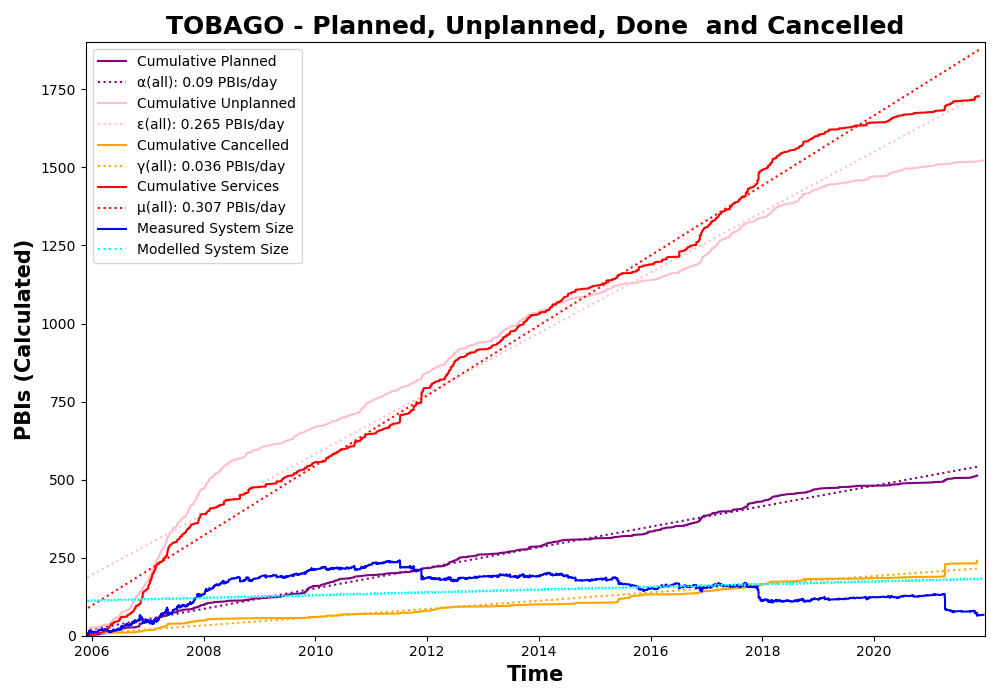 TOBAGO - Planned, Unplanned, Done  and Cancelled
Cumulative Planned
α(all): 0.09 PBIs/day
Cumulative Unplanned
ε(all): 0.265 PBIs/day
Cumulative Cancelled
γ(all): 0.036 PBIs/day
Cumulative Services
μ(all): 0.307 PBIs/day
Measured System Size
Modelled System Size
PBIs (Calculated)
1750
1500
1250
1000
750
500
250
0
2006 2008 2010 2012 2014 2016 2018 2020
Time